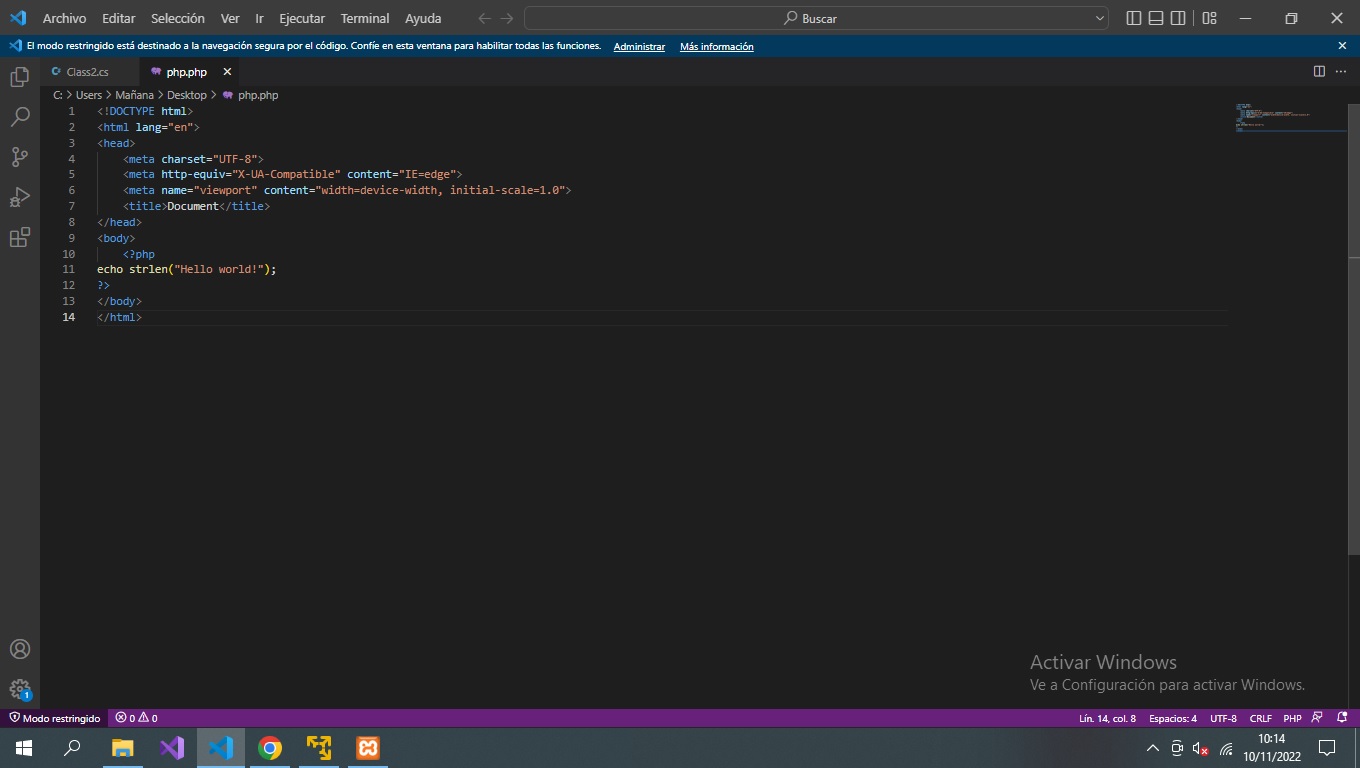 Archivo Editar Selección Ver Ir Ejecutar Terminal Ayuda Buscar
El modo restringido está destinado a la navegación segura por el código. Confíe en esta ventana para habilitar todas las funciones. Administrar Más información
Class2.cs php.php
C: > Users > Mañana > Desktop > php.php
1 <!DOCTYPE html>
2 <html lang="en">
3 <head>
4 <meta charset="UTF-8">
5 <meta http-equiv="X-UA-Compatible" content="IE=edge">
6 <meta name="viewport" content="width=device-width, initial-scale=1.0">
7 <title>Document</title>
8 </head>
9 <body>
10 <?php
11 echo strlen("Hello world!");
12 ?>
13 </body>
14 </html>
Activar Windows
Ve a Configuración para activar Windows.
1
Modo restringido 0 0 Lín. 14, col. 8 Espacios: 4 UTF-8 CRLF PHP
10:14
10/11/2022